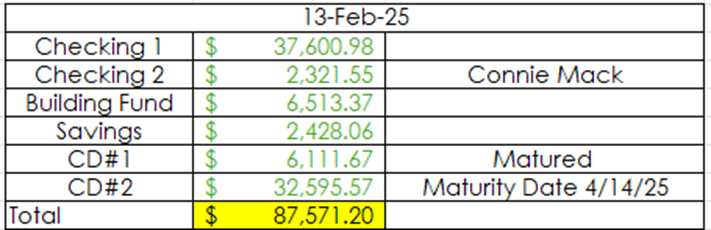 13-Feb-25
Checking 1 $ 37,600.98
Checking 2 $ 2,321.55 Connie Mack
Building Fund $ 6,513.37
Savings $ 2,428.06
CD#1 $ 6,111.67 Matured
CD#2 $ 32,595.57 Maturity Date 4/14/25
Total $ 87,571.20